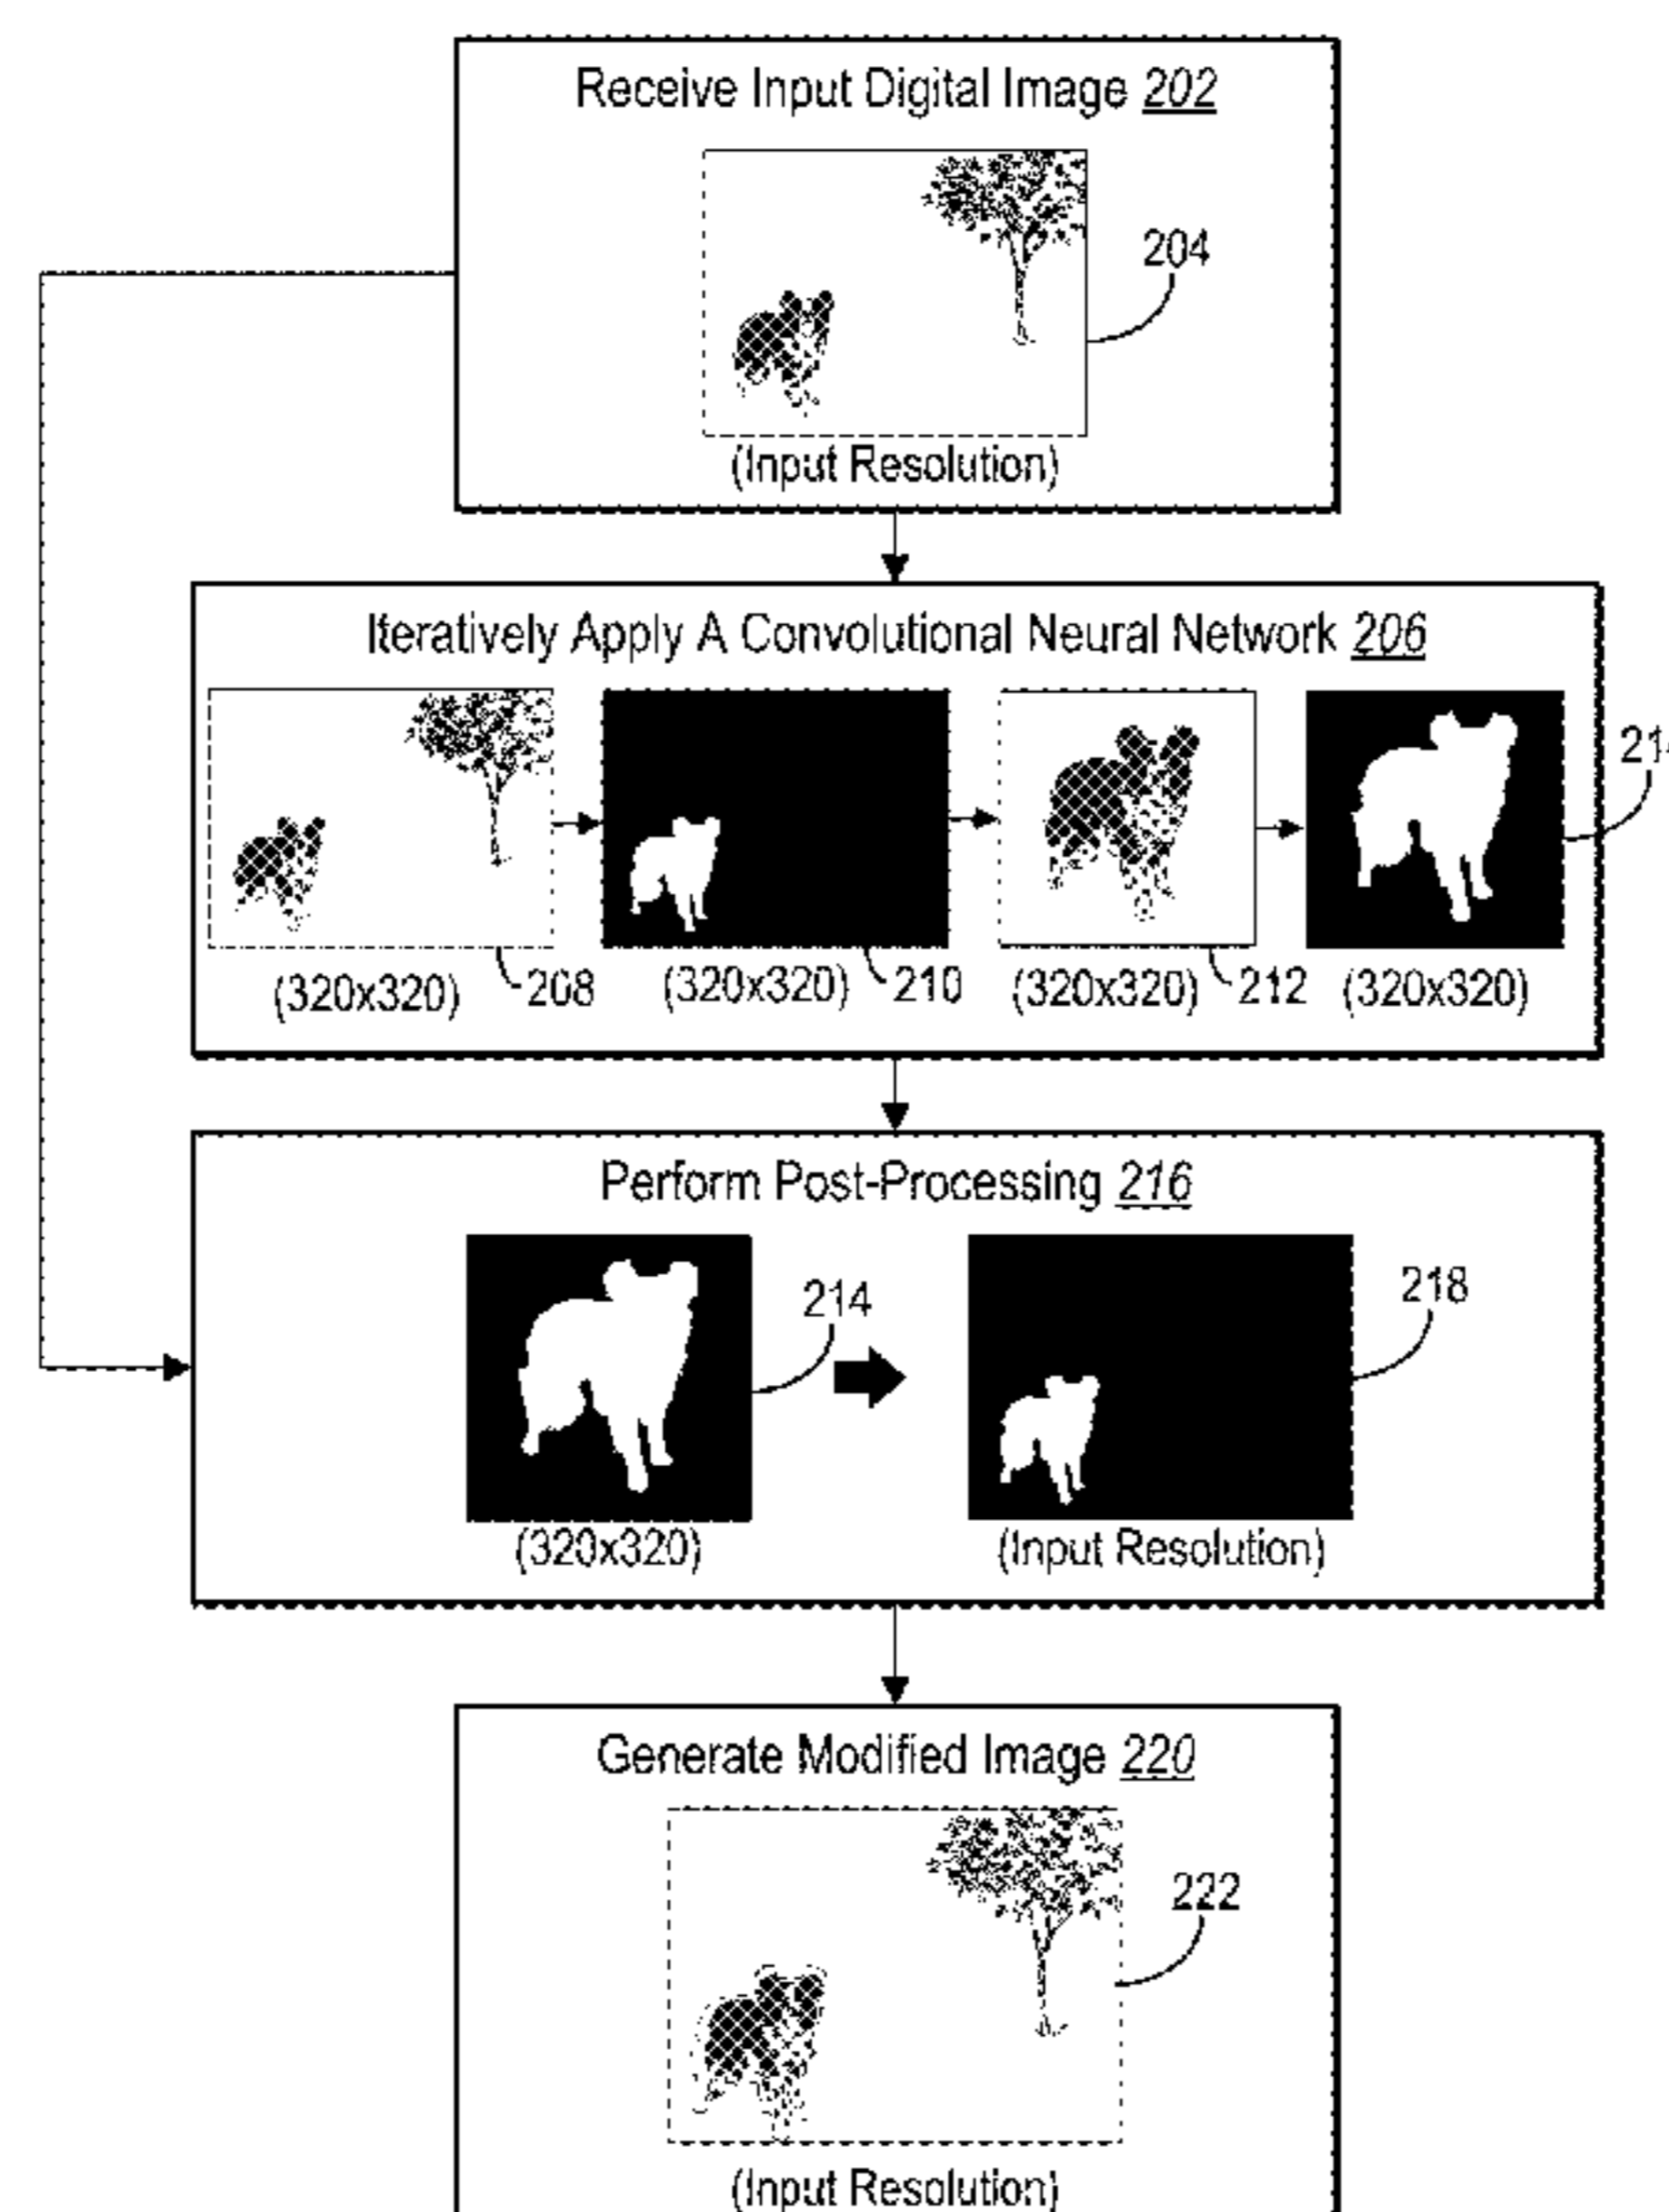 Receive Input Digital Image 202
204
(Input Resolution)
Iteratively Apply A Convolutional Neural Network 206
(320x320) 208 (320x320) 210 (320x320) 212 (320x320)
Perform Post-Processing 216
214
218
(320x320) (Input Resolution)
Generate Modified Image 220
222
(Input Resolution)